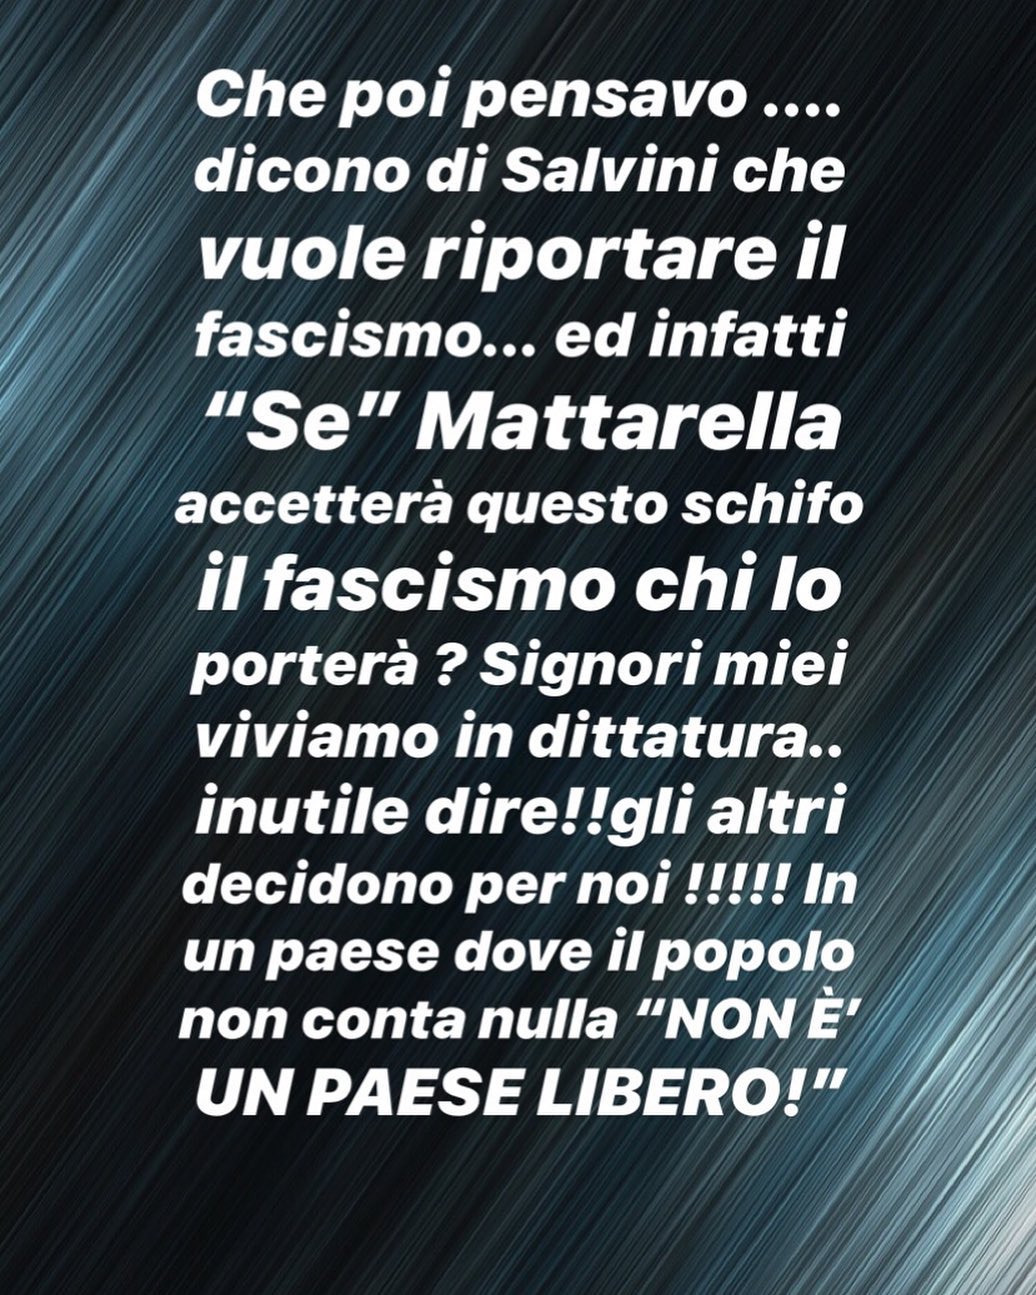 Che poi pensavo ....
dicono di Salvini che
vuole riportare il
fascismo... ed infatti
“Se” Mattarella
accetterà questo schifo
il fascismo chi lo
porterà ? Signori miei
viviamo in dittatura..
inutile dire!!gli altri
decidono per noi !!!!! In
un paese dove il popolo
non conta nulla “NON È’
UN PAESE LIBERO!”